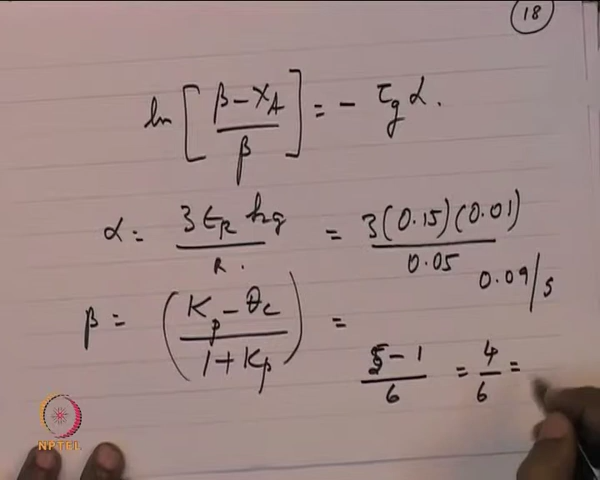 18
ln [ (β - X_A) / β ] = - τ_g α.
α = 3 ε_R k_g / R. = 3(0.15)(0.01) / 0.05
0.09/s
β = ( (K_p - θ_c) / (1 + K_p) ) =
(5 - 1) / 6 = 4 / 6 =
NPTEL